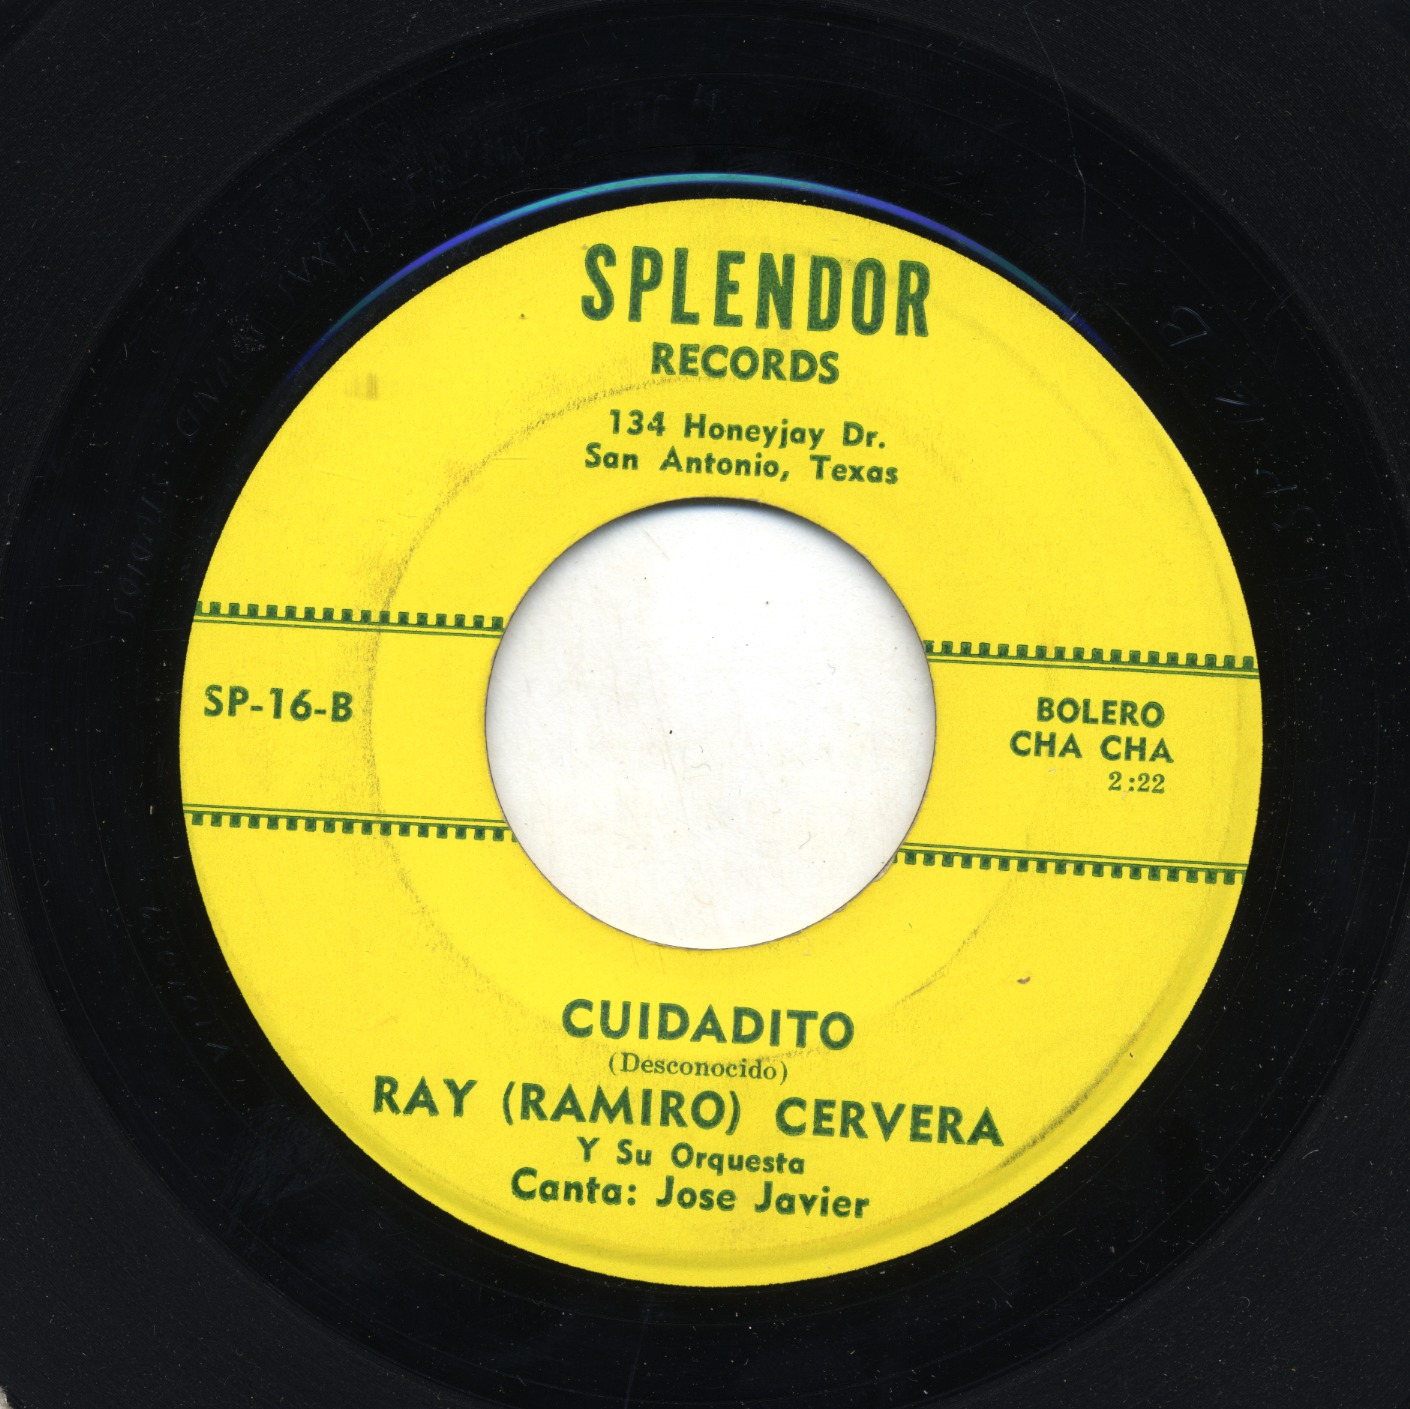 SPLENDOR
RECORDS
134 Honeyjay Dr.
San Antonio, Texas
SP-16-B
BOLERO
CHA CHA
2:22
CUIDADITO
(Desconocido)
RAY (RAMIRO) CERVERA
Y Su Orquesta
Canta: Jose Javier